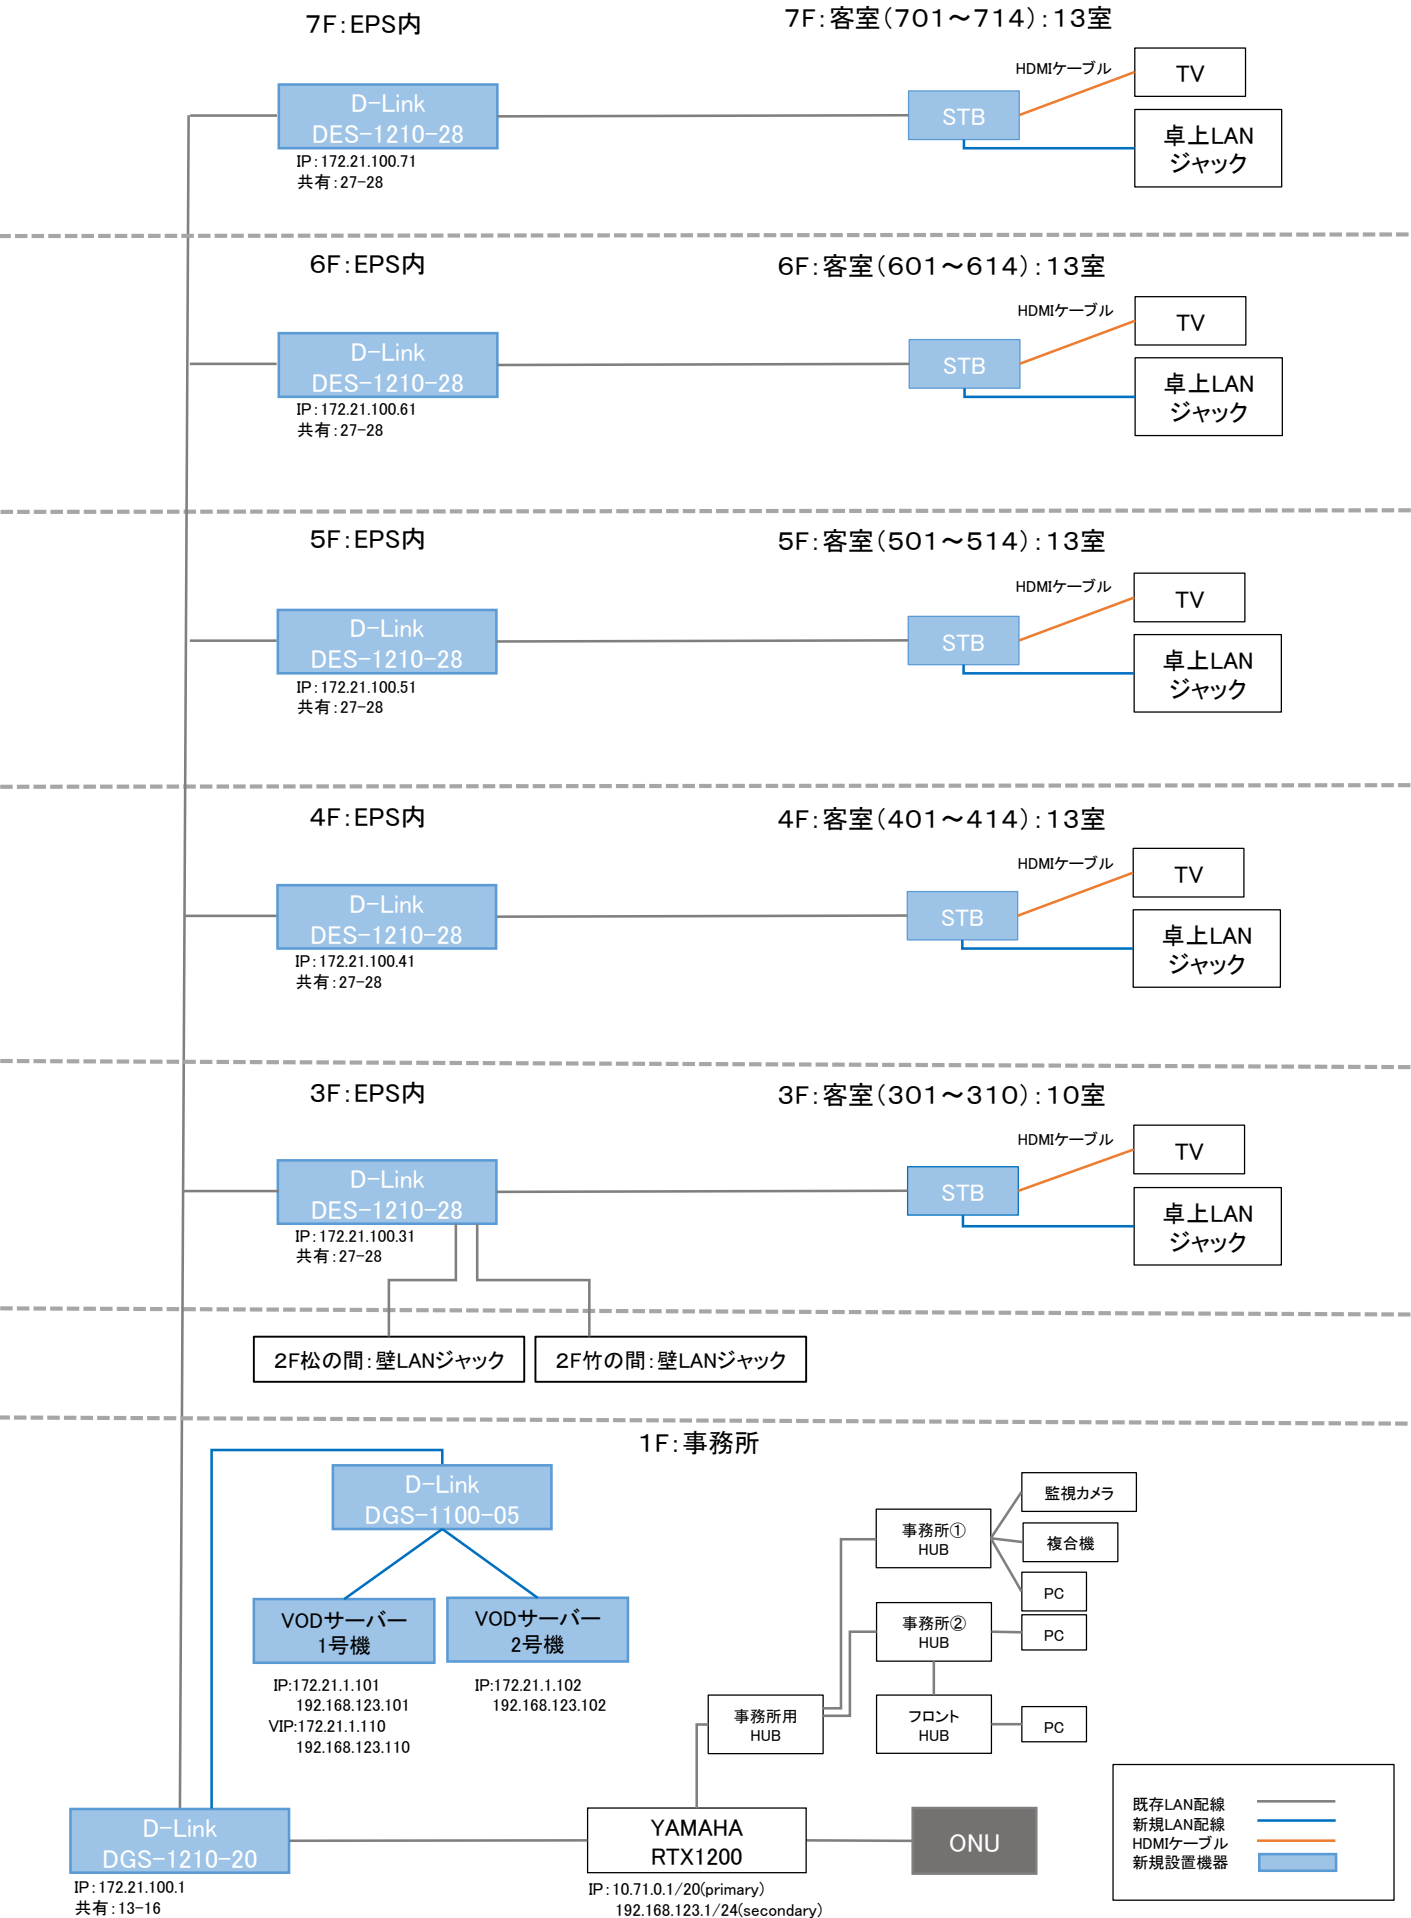 7F:EPS内
7F:客室(701～714):13室
HDMIケーブル
TV
D-Link
DES-1210-28
STB
卓上LAN
ジャック
IP:172.21.100.71
共有:27-28
6F:EPS内
6F:客室(601～614):13室
HDMIケーブル
TV
D-Link
DES-1210-28
STB
卓上LAN
ジャック
IP:172.21.100.61
共有:27-28
5F:EPS内
5F:客室(501～514):13室
HDMIケーブル
TV
D-Link
DES-1210-28
STB
卓上LAN
ジャック
IP:172.21.100.51
共有:27-28
4F:EPS内
4F:客室(401～414):13室
HDMIケーブル
TV
D-Link
DES-1210-28
STB
卓上LAN
ジャック
IP:172.21.100.41
共有:27-28
3F:EPS内
3F:客室(301～310):10室
HDMIケーブル
TV
D-Link
DES-1210-28
STB
卓上LAN
ジャック
IP:172.21.100.31
共有:27-28
2F松の間:壁LANジャック
2F竹の間:壁LANジャック
1F:事務所
D-Link
DGS-1100-05
VODサーバー
1号機
VODサーバー
2号機
IP:172.21.1.101
192.168.123.101
VIP:172.21.1.110
192.168.123.110
IP:172.21.1.102
192.168.123.102
事務所①
HUB
監視カメラ
複合機
PC
事務所②
HUB
PC
事務所用
HUB
フロント
HUB
PC
D-Link
DGS-1210-20
IP:172.21.100.1
共有:13-16
YAMAHA
RTX1200
IP:10.71.0.1/20(primary)
192.168.123.1/24(secondary)
ONU
既存LAN配線
新規LAN配線
HDMIケーブル
新規設置機器